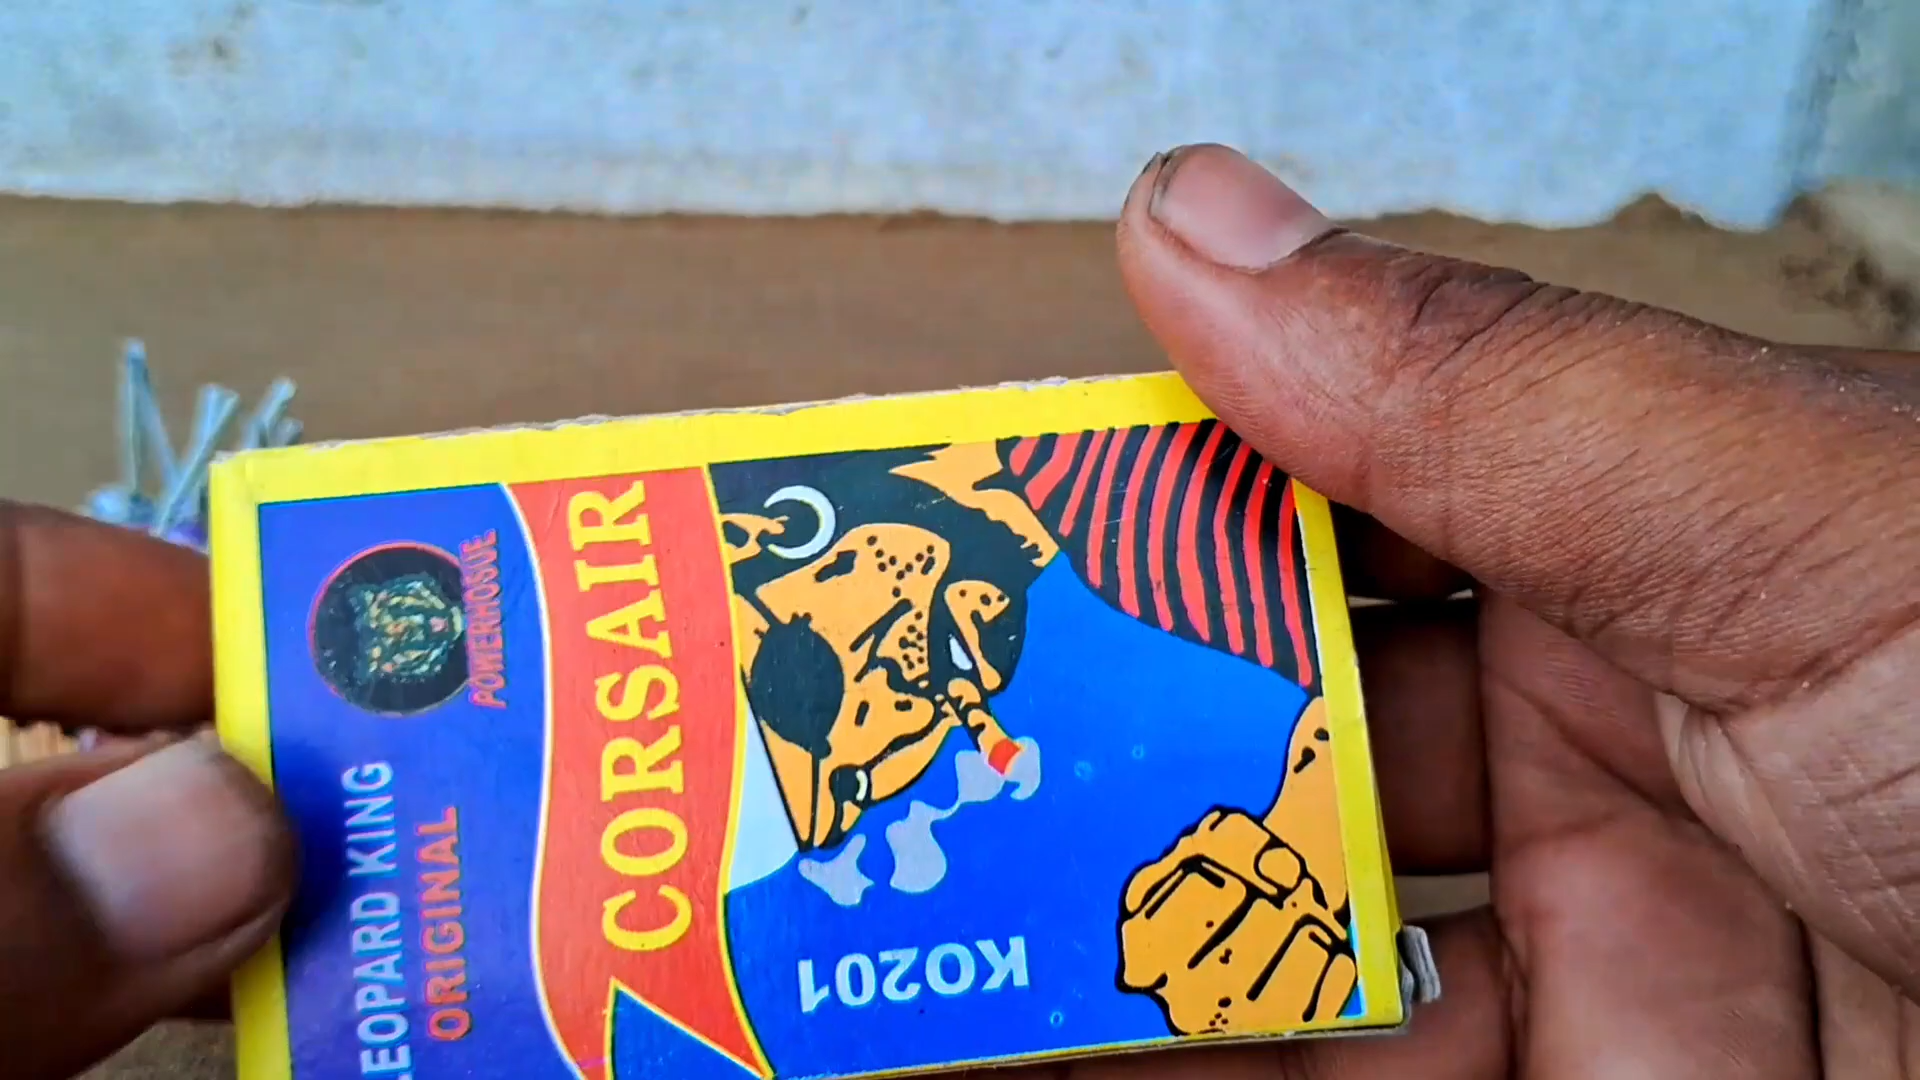 LEOPARD KING
ORIGINAL
POWERHOSUE
CORSAIR
KO201